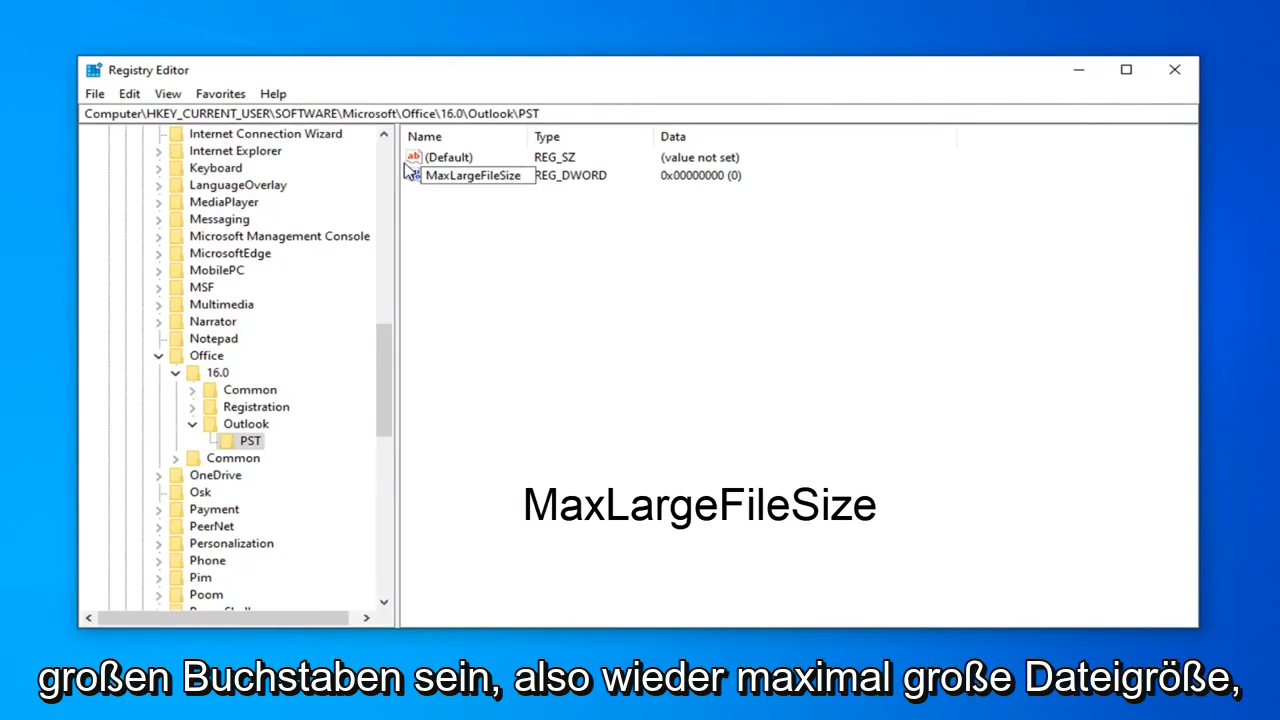 Registry Editor
File Edit View Favorites Help
Computer\HKEY_CURRENT_USER\SOFTWARE\Microsoft\Office\16.0\Outlook\PST
Internet Connection Wizard
Internet Explorer
Keyboard
LanguageOverlay
MediaPlayer
Messaging
Microsoft Management Console
MicrosoftEdge
MobilePC
MSF
Multimedia
Narrator
Notepad
Office
16.0
Common
Registration
Outlook
PST
Common
OneDrive
Osk
Payment
PeerNet
Personalization
Phone
Pim
Poom
Name Type Data
ab (Default) REG_SZ (value not set)
MaxLargeFileSize REG_DWORD 0x00000000 (0)
MaxLargeFileSize
großen Buchstaben sein, also wieder maximal große Dateigröße,